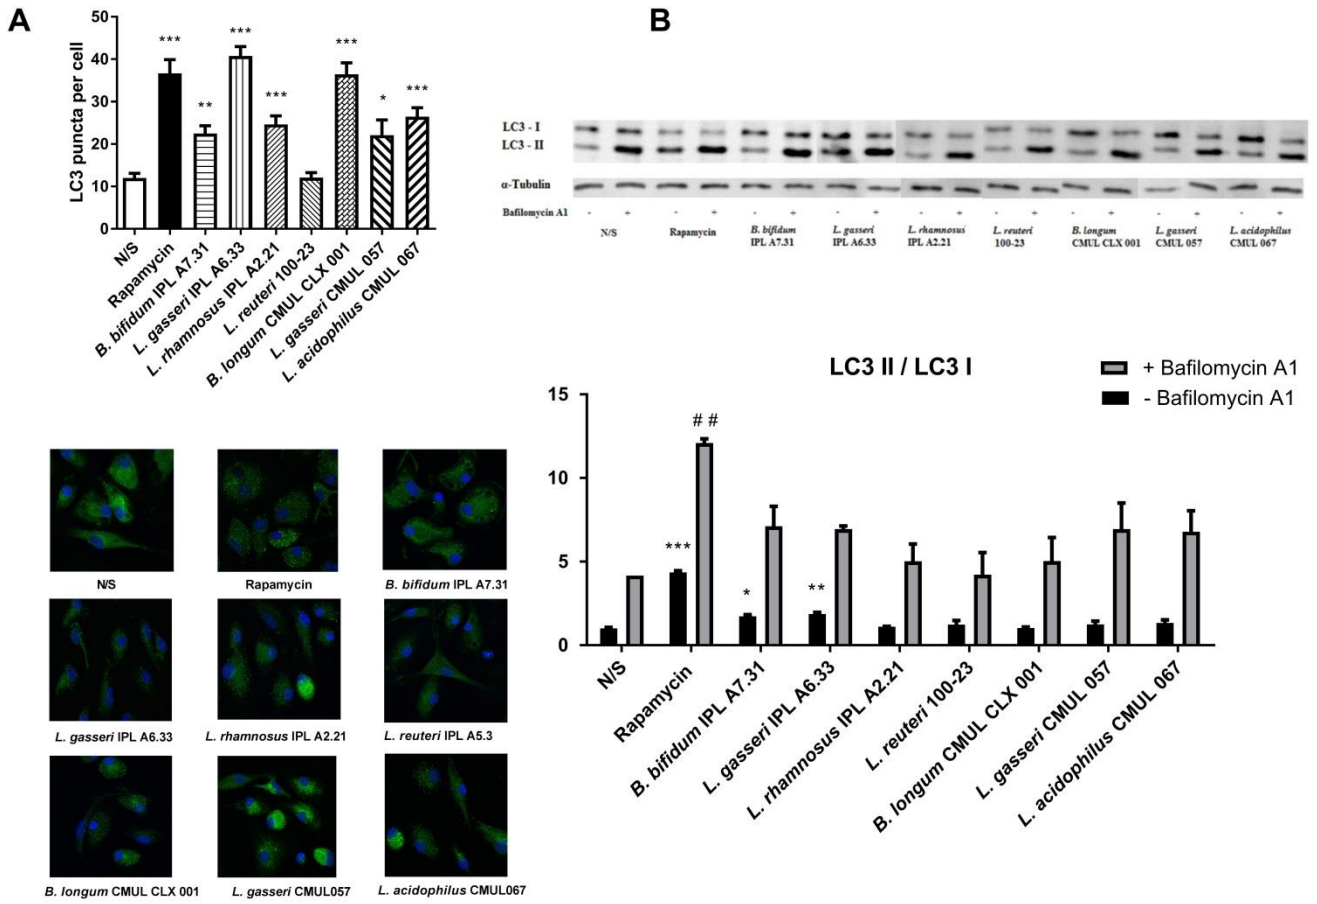 A
LC3 puncta per cell
50
40
30
20
10
0
***
**
***
***
***
*
***
N/S
Rapamycin
B. bifidum IPL A7.31
L. gasseri IPL A6.33
L. rhamnosus IPL A2.21
L. reuteri 100-23
B. longum CMUL CLX 001
L. gasseri CMUL 057
L. acidophilus CMUL 067
N/S
Rapamycin
B. bifidum IPL A7.31
L. gasseri IPL A6.33
L. rhamnosus IPL A2.21
L. reuteri IPL A5.3
B. longum CMUL CLX 001
L. gasseri CMUL057
L. acidophilus CMUL067
B
LC3 - I
LC3 - II
α-Tubulin
Bafilomycin A1 - + - + - + - + - + - + - + - + - +
N/S
Rapamycin
B. bifidum
IPL A7.31
L. gasseri
IPL A6.33
L. rhamnosus
IPL A2.21
L. reuteri
100-23
B. longum
CMUL CLX 001
L. gasseri
CMUL 057
L. acidophilus
CMUL 067
LC3 II / LC3 I
+ Bafilomycin A1
- Bafilomycin A1
15
10
5
0
***
# #
*
**
N/S
Rapamycin
B. bifidum IPL A7.31
L. gasseri IPL A6.33
L. rhamnosus IPL A2.21
L. reuteri 100-23
B. longum CMUL CLX 001
L. gasseri CMUL 057
L. acidophilus CMUL 067